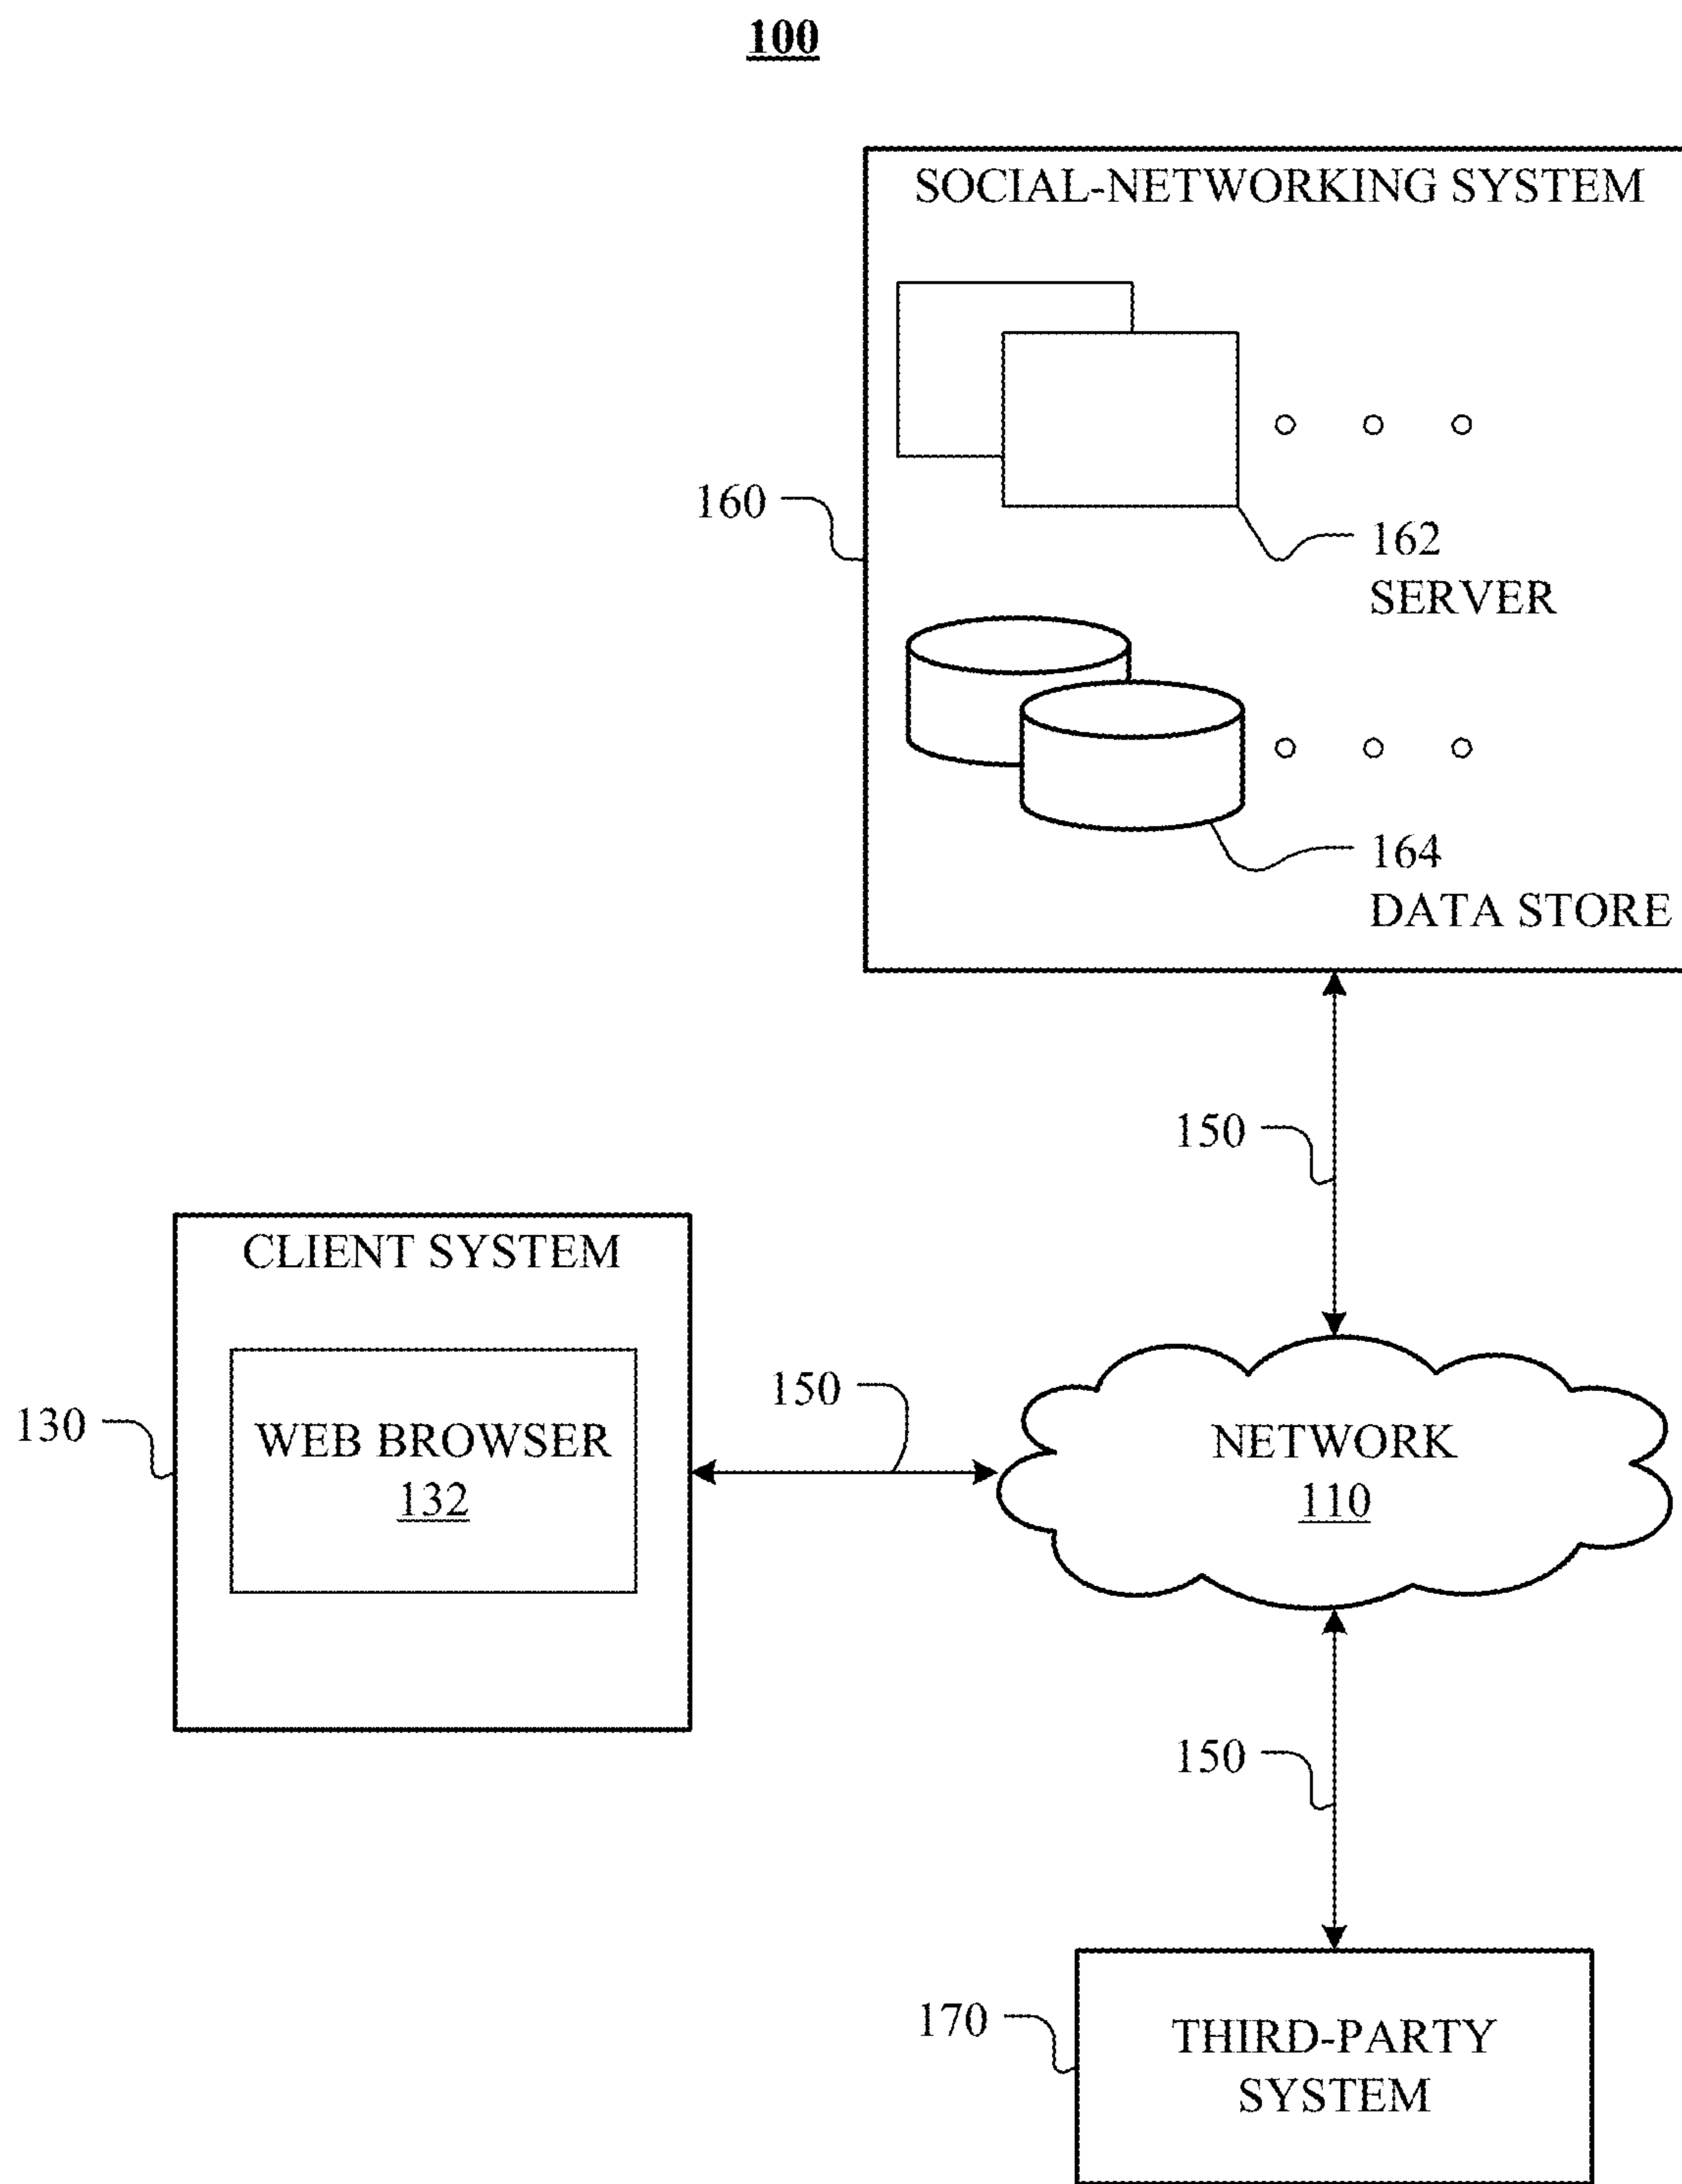 100
SOCIAL-NETWORKING SYSTEM
160
162
SERVER
164
DATA STORE
150
CLIENT SYSTEM
130
WEB BROWSER
132
150
NETWORK
110
150
170
THIRD-PARTY
SYSTEM